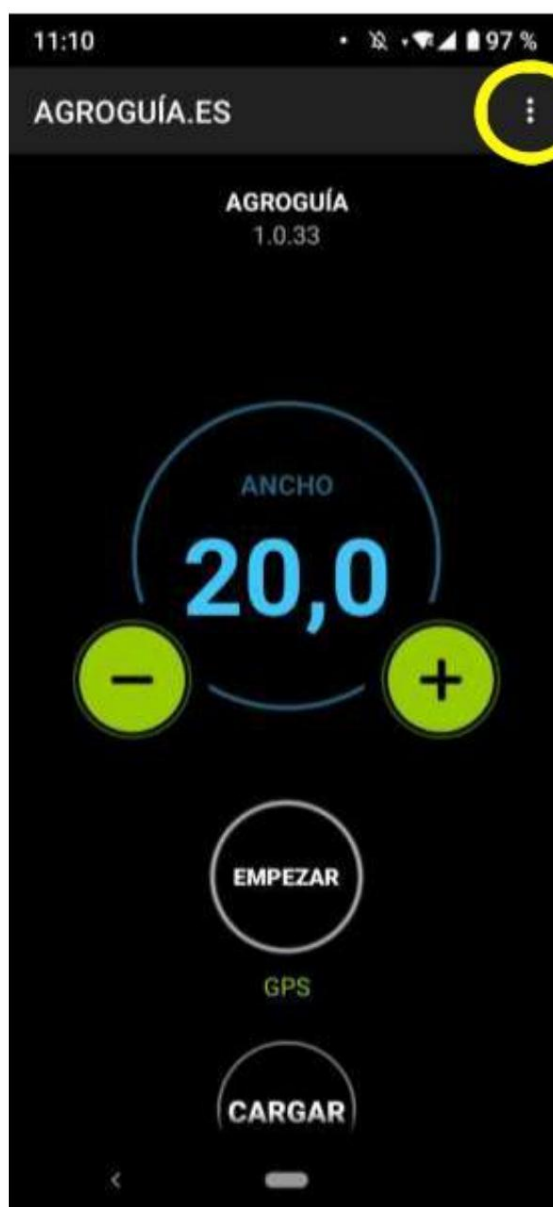 11:10 97 %
AGROGUÍA.ES
AGROGUÍA
1.0.33
ANCHO
20,0
EMPEZAR
GPS
CARGAR